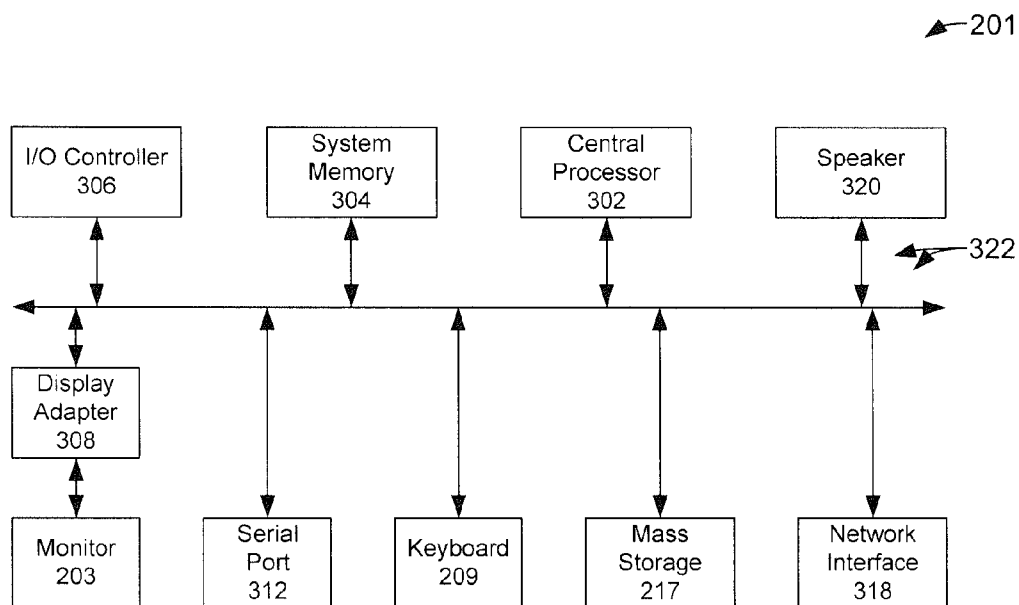 201
I/O Controller
306
System
Memory
304
Central
Processor
302
Speaker
320
322
Display
Adapter
308
Monitor
203
Serial
Port
312
Keyboard
209
Mass
Storage
217
Network
Interface
318